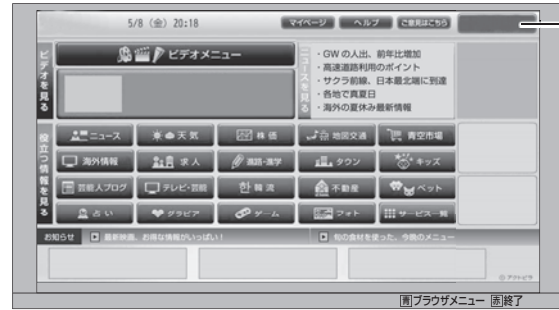 5/8（金）20:18
マイページ
ヘルプ
ご意見はこちら
ビデオを見る
ビデオメニュー
ニュースを見る
・GWの人出、前年比増加
・高速道路利用のポイント
・サクラ前線、日本最北端に到達
・各地で真夏日
・海外の夏休み最新情報
役立つ情報を見る
ニュース
天気
株価
地図交通
青空市場
海外情報
求人
進路・進学
タウン
キッズ
芸能人ブログ
テレビ・芸能
韓流
不動産
ペット
占い
グラビア
ゲーム
フォト
サービス一覧
お知らせ
最新映画、お得な情報がいっぱい！
旬の食材を使った、今晩のメニュー
© アクトビラ
青 ブラウザメニュー 赤 終了